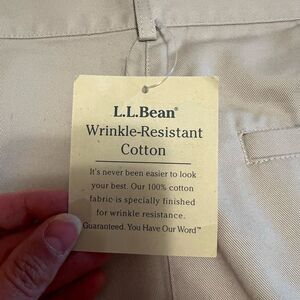 L.L.Bean®
Wrinkle-Resistant
Cotton
It's never been easier to look
your best. Our 100% cotton
fabric is specially finished
for wrinkle resistance.
Guaranteed. You Have Our Word™